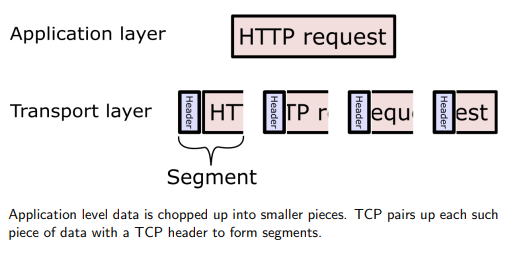 Application layer
HTTP request
Transport layer
Header HT Header TP r Header equ Header est
Segment
Application level data is chopped up into smaller pieces. TCP pairs up each such
piece of data with a TCP header to form segments.